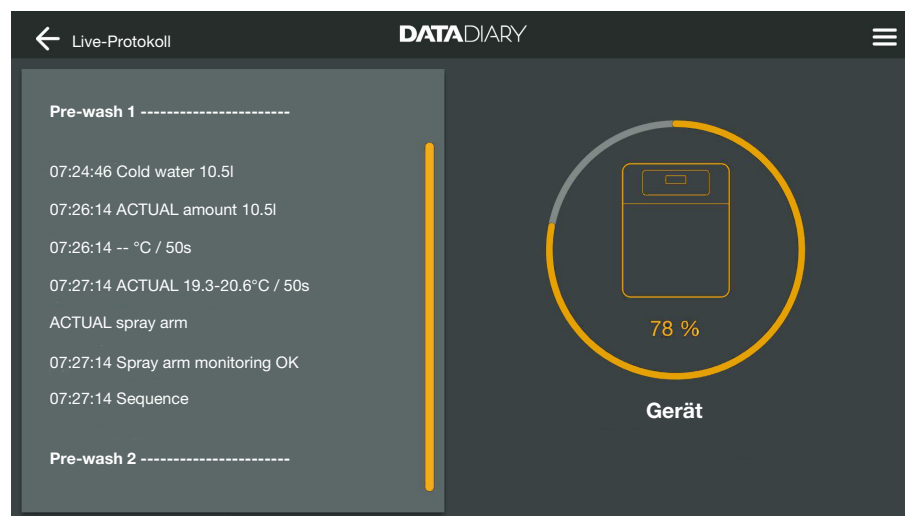 Live-Protokoll
DATADIARY
Pre-wash 1 -----------------------
07:24:46 Cold water 10.5l
07:26:14 ACTUAL amount 10.5l
07:26:14 -- °C / 50s
07:27:14 ACTUAL 19.3-20.6°C / 50s
ACTUAL spray arm
07:27:14 Spray arm monitoring OK
07:27:14 Sequence
Pre-wash 2 -----------------------
78 %
Gerät